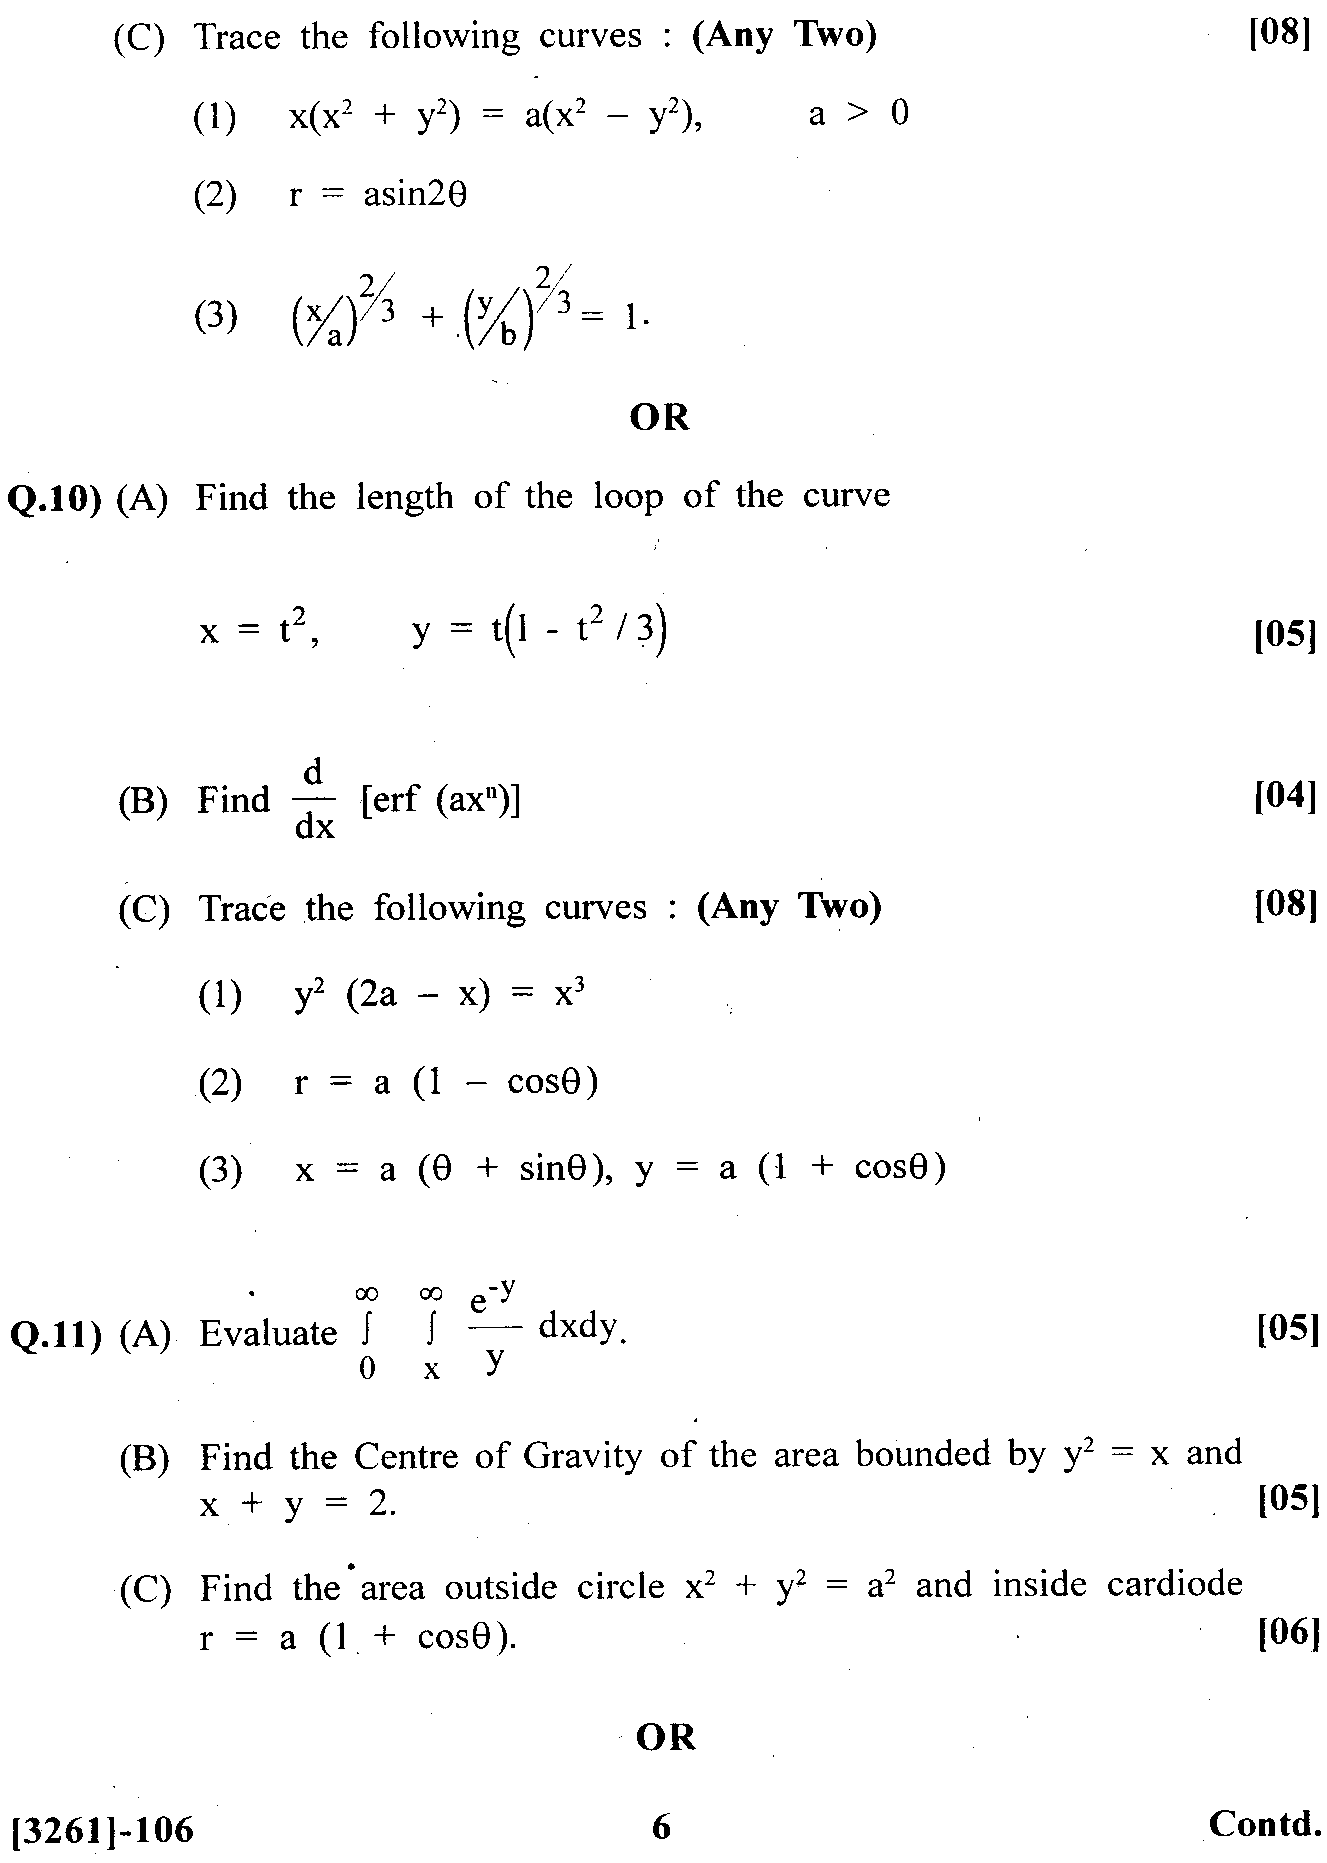 (C) Trace the following curves : (Any Two) [08]
(1) x(x² + y²) = a(x² – y²), a > 0
(2) r = asin2θ
(3) (x/a)^2/3 + (y/b)^2/3 = 1.
OR
Q.10) (A) Find the length of the loop of the curve
x = t², y = t(1 - t² / 3) [05]
(B) Find d/dx [erf (axⁿ)] [04]
(C) Trace the following curves : (Any Two) [08]
(1) y² (2a – x) = x³
(2) r = a (1 – cosθ)
(3) x = a (θ + sinθ), y = a (1 + cosθ)
Q.11) (A) Evaluate ∫_0^∞ ∫_x^∞ e^-y/y dxdy. [05]
(B) Find the Centre of Gravity of the area bounded by y² = x and
x + y = 2. [05]
(C) Find the area outside circle x² + y² = a² and inside cardiode
r = a (1 + cosθ). [06]
OR
[3261]-106 6 Contd.